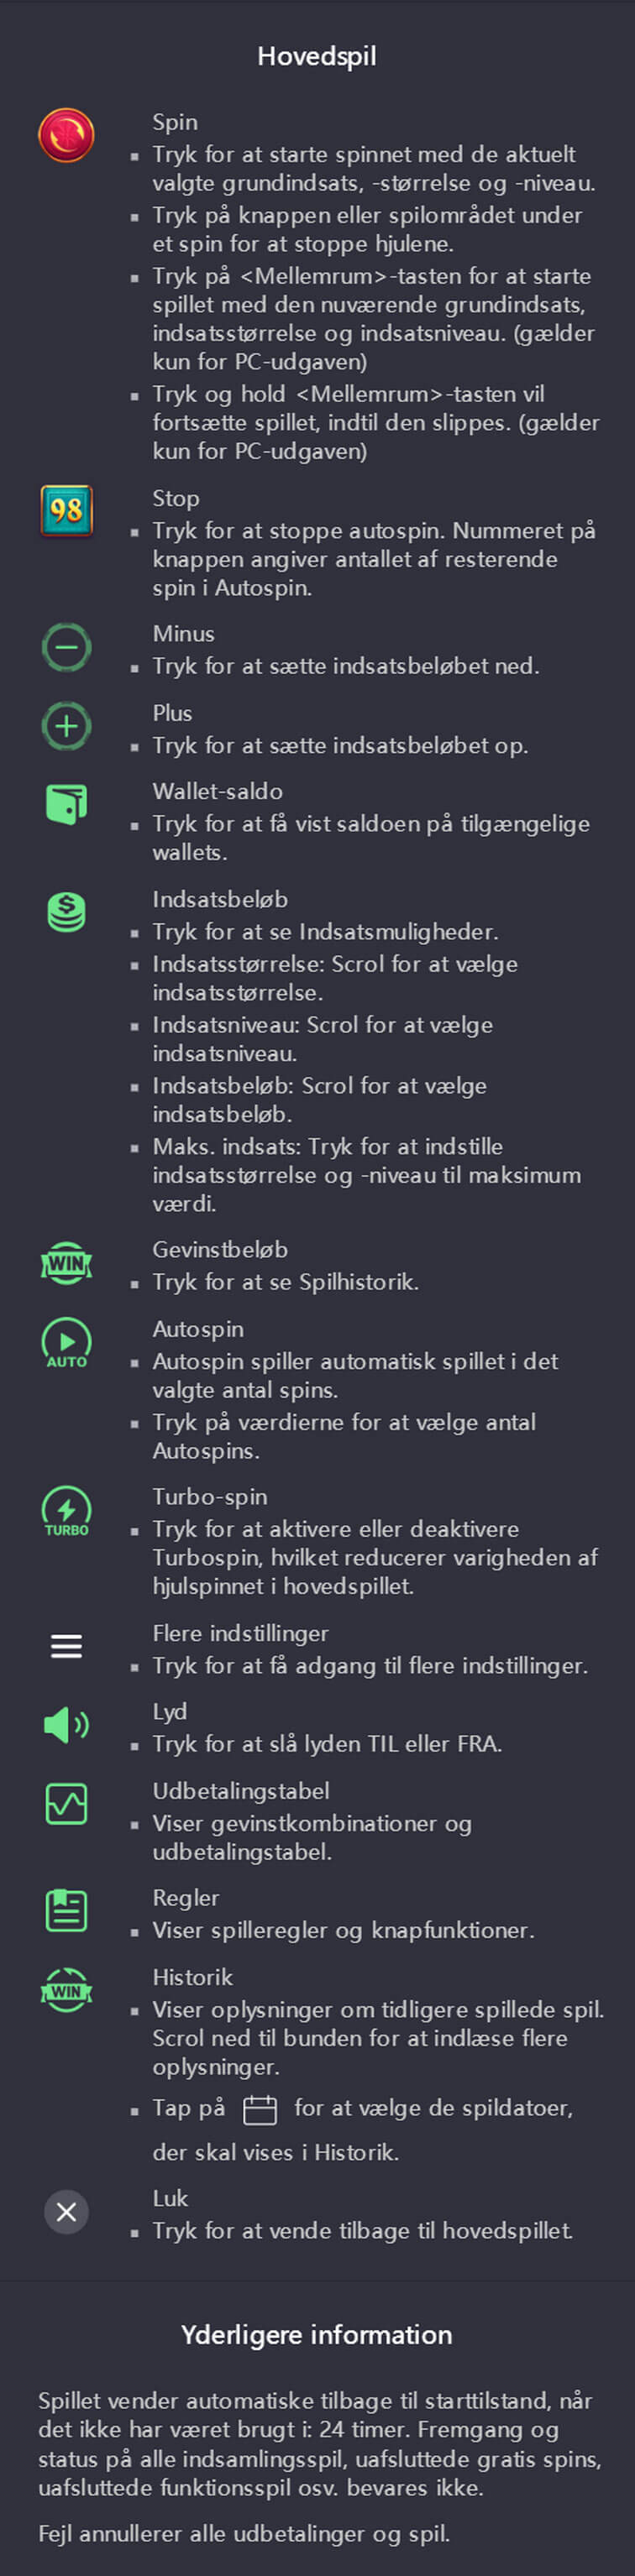 Hovedspil
Spin
Tryk for at starte spinnet med de aktuelt
valgte grundindsats, -størrelse og -niveau.
Tryk på knappen eller spilområdet under
et spin for at stoppe hjulene.
Tryk på <Mellemrum>-tasten for at starte
spillet med den nuværende grundindsats,
indsatsstørrelse og indsatsniveau. (gælder
kun for PC-udgaven)
Tryk og hold <Mellemrum>-tasten vil
fortsætte spillet, indtil den slippes. (gælder
kun for PC-udgaven)
98
Stop
Tryk for at stoppe autospin. Nummeret på
knappen angiver antallet af resterende
spin i Autospin.
Minus
Tryk for at sætte indsatsbeløbet ned.
Plus
Tryk for at sætte indsatsbeløbet op.
Wallet-saldo
Tryk for at få vist saldoen på tilgængelige
wallets.
Indsatsbeløb
Tryk for at se Indsatsmuligheder.
Indsatsstørrelse: Scrol for at vælge
indsatsstørrelse.
Indsatsniveau: Scrol for at vælge
indsatsniveau.
Indsatsbeløb: Scrol for at vælge
indsatsbeløb.
Maks. indsats: Tryk for at indstille
indsatsstørrelse og -niveau til maksimum
værdi.
WIN
Gevinstbeløb
Tryk for at se Spilhistorik.
AUTO
Autospin
Autospin spiller automatisk spillet i det
valgte antal spins.
Tryk på værdierne for at vælge antal
Autospins.
TURBO
Turbo-spin
Tryk for at aktivere eller deaktivere
Turbospin, hvilket reducerer varigheden af
hjulspinnet i hovedspillet.
Flere indstillinger
Tryk for at få adgang til flere indstillinger.
Lyd
Tryk for at slå lyden TIL eller FRA.
Udbetalingstabel
Viser gevinstkombinationer og
udbetalingstabel.
Regler
Viser spilleregler og knapfunktioner.
WIN
Historik
Viser oplysninger om tidligere spillede spil.
Scrol ned til bunden for at indlæse flere
oplysninger.
Tap på for at vælge de spildatoer,
der skal vises i Historik.
Luk
Tryk for at vende tilbage til hovedspillet.
Yderligere information
Spillet vender automatiske tilbage til starttilstand, når
det ikke har været brugt i: 24 timer. Fremgang og
status på alle indsamlingsspil, uafsluttede gratis spins,
uafsluttede funktionsspil osv. bevares ikke.
Fejl annullerer alle udbetalinger og spil.